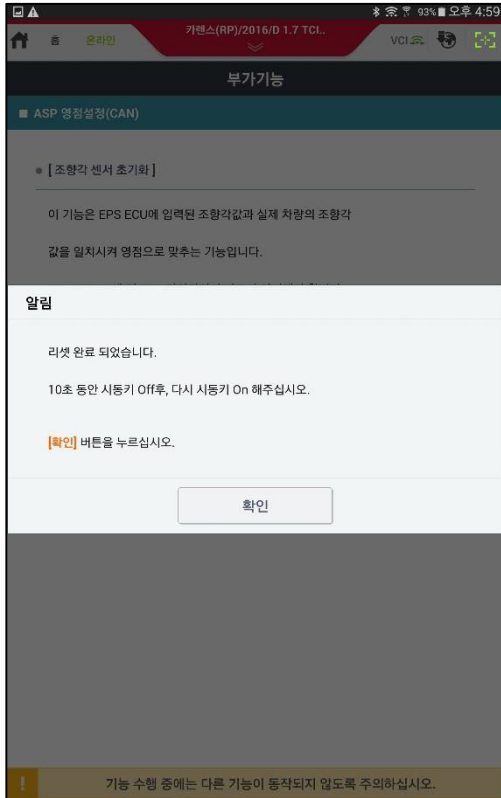 93% 오후 4:59
홈 온라인 카렌스(RP)/2016/D 1.7 TCI.. VCI
부가기능
ASP 영점설정(CAN)
[ 조향각 센서 초기화 ]
이 기능은 EPS ECU에 입력된 조향각값과 실제 차량의 조향각
값을 일치시켜 영점으로 맞추는 기능입니다.
알림
리셋 완료 되었습니다.
10초 동안 시동키 Off후, 다시 시동키 On 해주십시오.
[확인] 버튼을 누르십시오.
확인
기능 수행 중에는 다른 기능이 동작되지 않도록 주의하십시오.